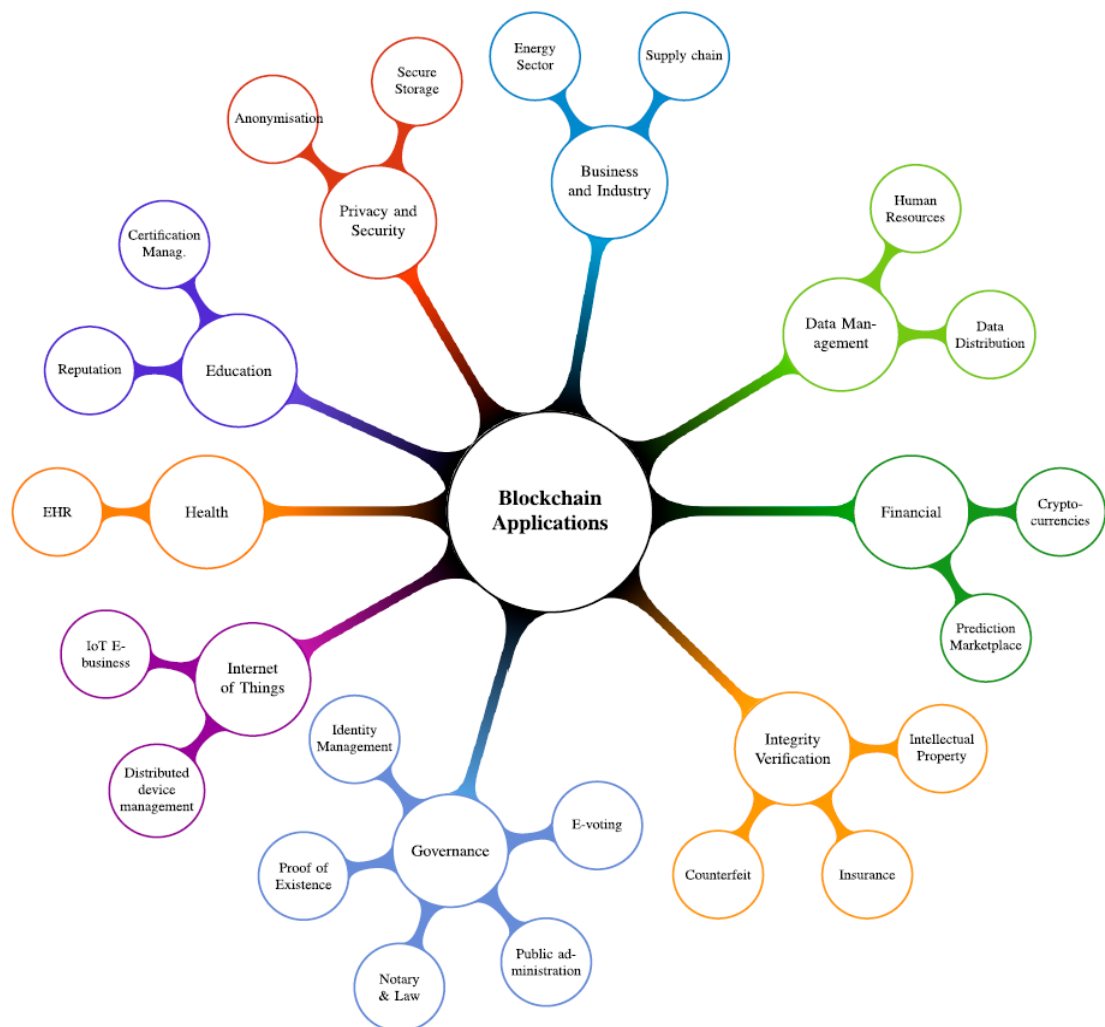 Energy
Sector
Supply chain
Secure
Storage
Anonymisation
Business
and Industry
Privacy and
Security
Human
Resources
Certification
Manag.
Data Man-
agement
Data
Distribution
Reputation
Education
Blockchain
Applications
EHR
Health
Financial
Crypto-
currencies
IoT E-
business
Internet
of Things
Prediction
Marketplace
Identity
Management
Integrity
Verification
Intellectual
Property
Distributed
device
management
E-voting
Governance
Proof of
Existence
Counterfeit
Insurance
Public ad-
ministration
Notary
& Law